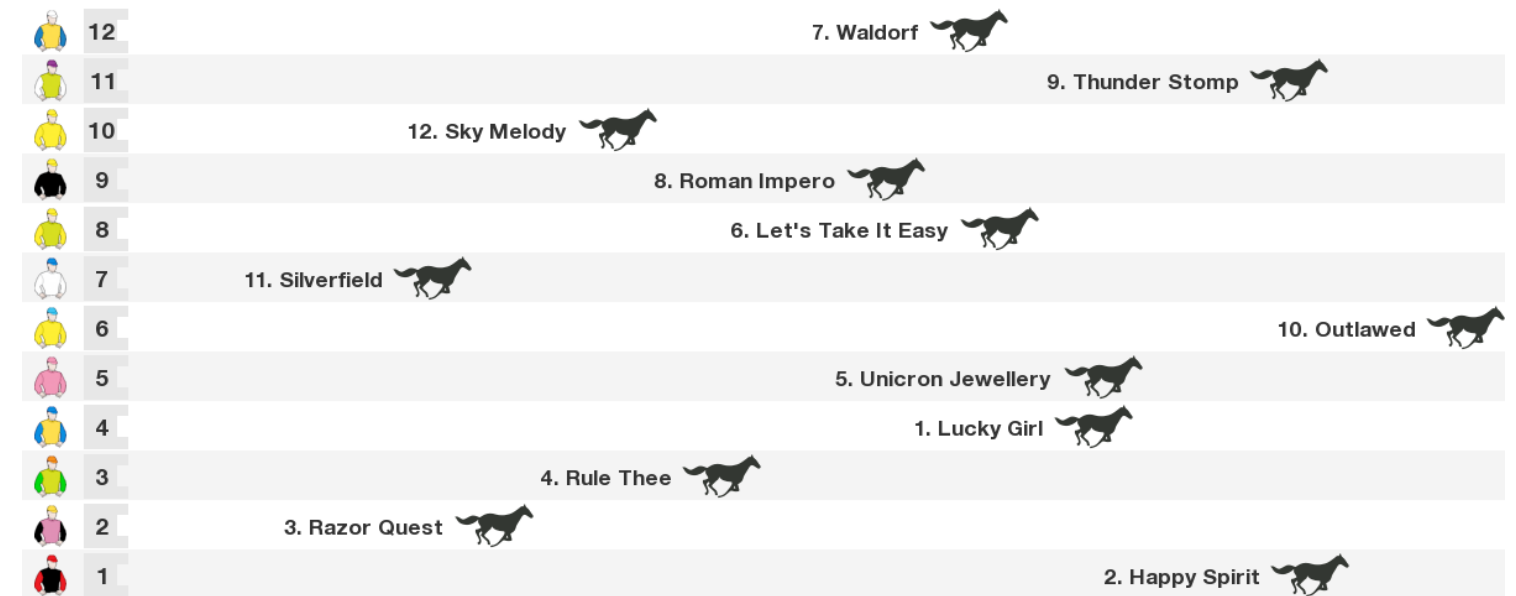 12 7. Waldorf
11 9. Thunder Stomp
10 12. Sky Melody
9 8. Roman Impero
8 6. Let's Take It Easy
7 11. Silverfield
6 10. Outlawed
5 5. Unicron Jewellery
4 1. Lucky Girl
3 4. Rule Thee
2 3. Razor Quest
1 2. Happy Spirit